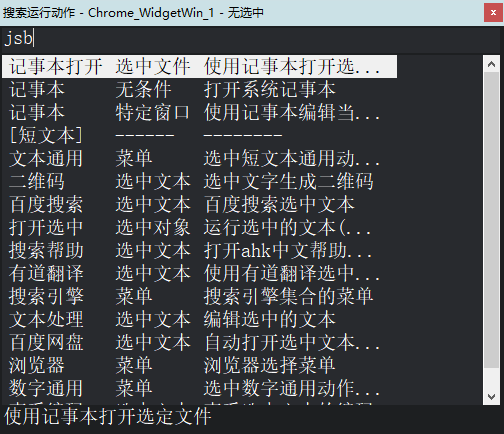 搜索运行动作 - Chrome_WidgetWin_1 - 无选中
jsb
记事本打开 选中文件 使用记事本打开选...
记事本 无条件 打开系统记事本
记事本 特定窗口 使用记事本编辑当...
[短文本] ------ --------
文本通用 菜单 选中短文本通用动...
二维码 选中文本 选中文字生成二维码
百度搜索 选中文本 百度搜索选中文本
打开选中 选中对象 运行选中的文本(...
搜索帮助 选中文本 打开ahk中文帮助...
有道翻译 选中文本 使用有道翻译选中...
搜索引擎 菜单 搜索引擎集合的菜单
文本处理 选中文本 编辑选中的文本
百度网盘 选中文本 自动打开选中文本...
浏览器 菜单 浏览器选择菜单
数字通用 菜单 选中数字通用动作...
使用记事本打开选定文件